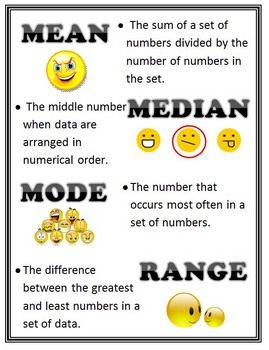 MEAN
• The sum of a set of
numbers divided by the
number of numbers in
the set.
• The middle number
when data are
arranged in
numerical order.
MEDIAN
MODE
• The number that
occurs most often in a
set of numbers.
• The difference
between the greatest
and least numbers in a
set of data.
RANGE